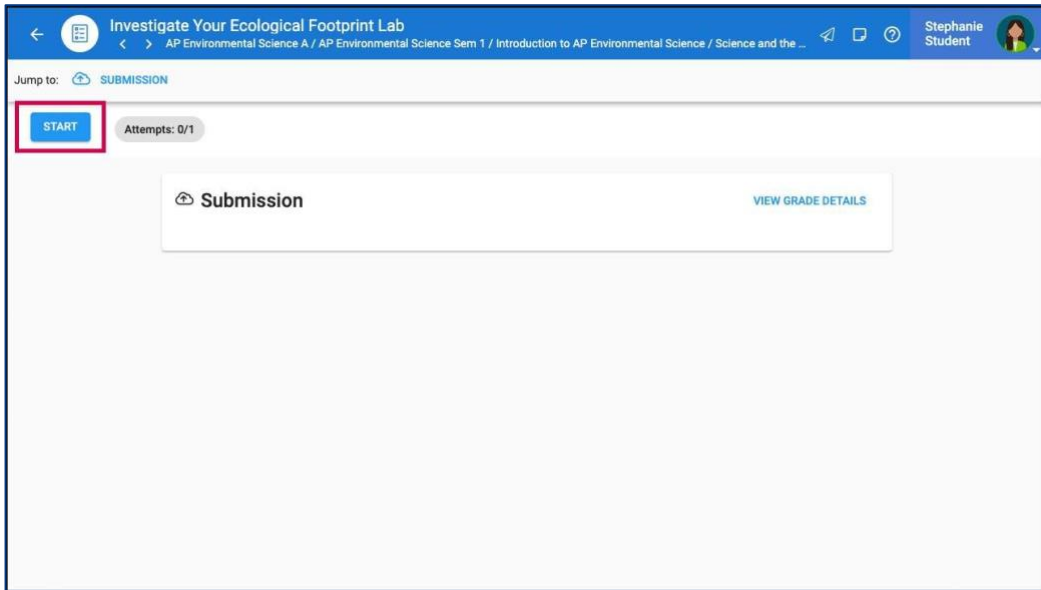 Investigate Your Ecological Footprint Lab
< > AP Environmental Science A / AP Environmental Science Sem 1 / Introduction to AP Environmental Science / Science and the ...
Stephanie
Student
Jump to: SUBMISSION
START
Attempts: 0/1
Submission
VIEW GRADE DETAILS